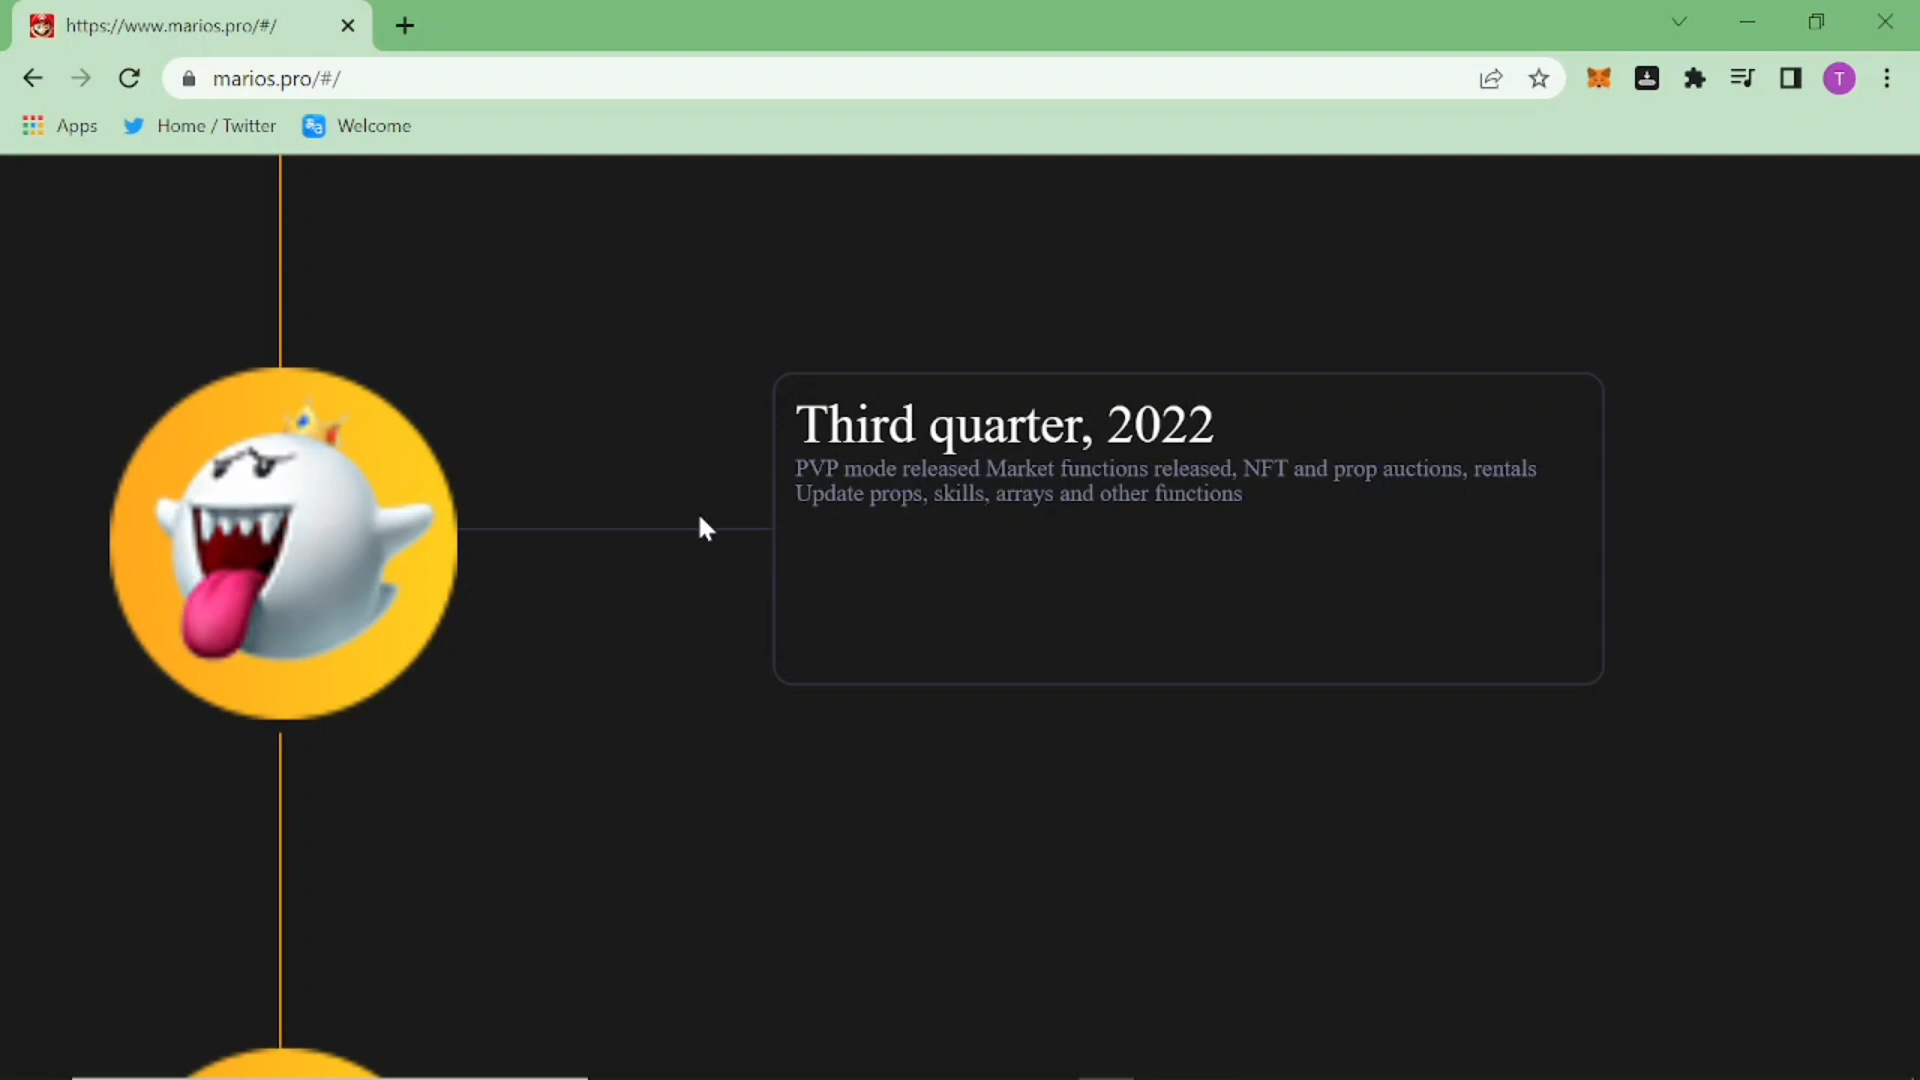 https://www.marios.pro/#/
marios.pro/#/
T
Apps
Home / Twitter
Welcome
Third quarter, 2022
PVP mode released Market functions released, NFT and prop auctions, rentals
Update props, skills, arrays and other functions